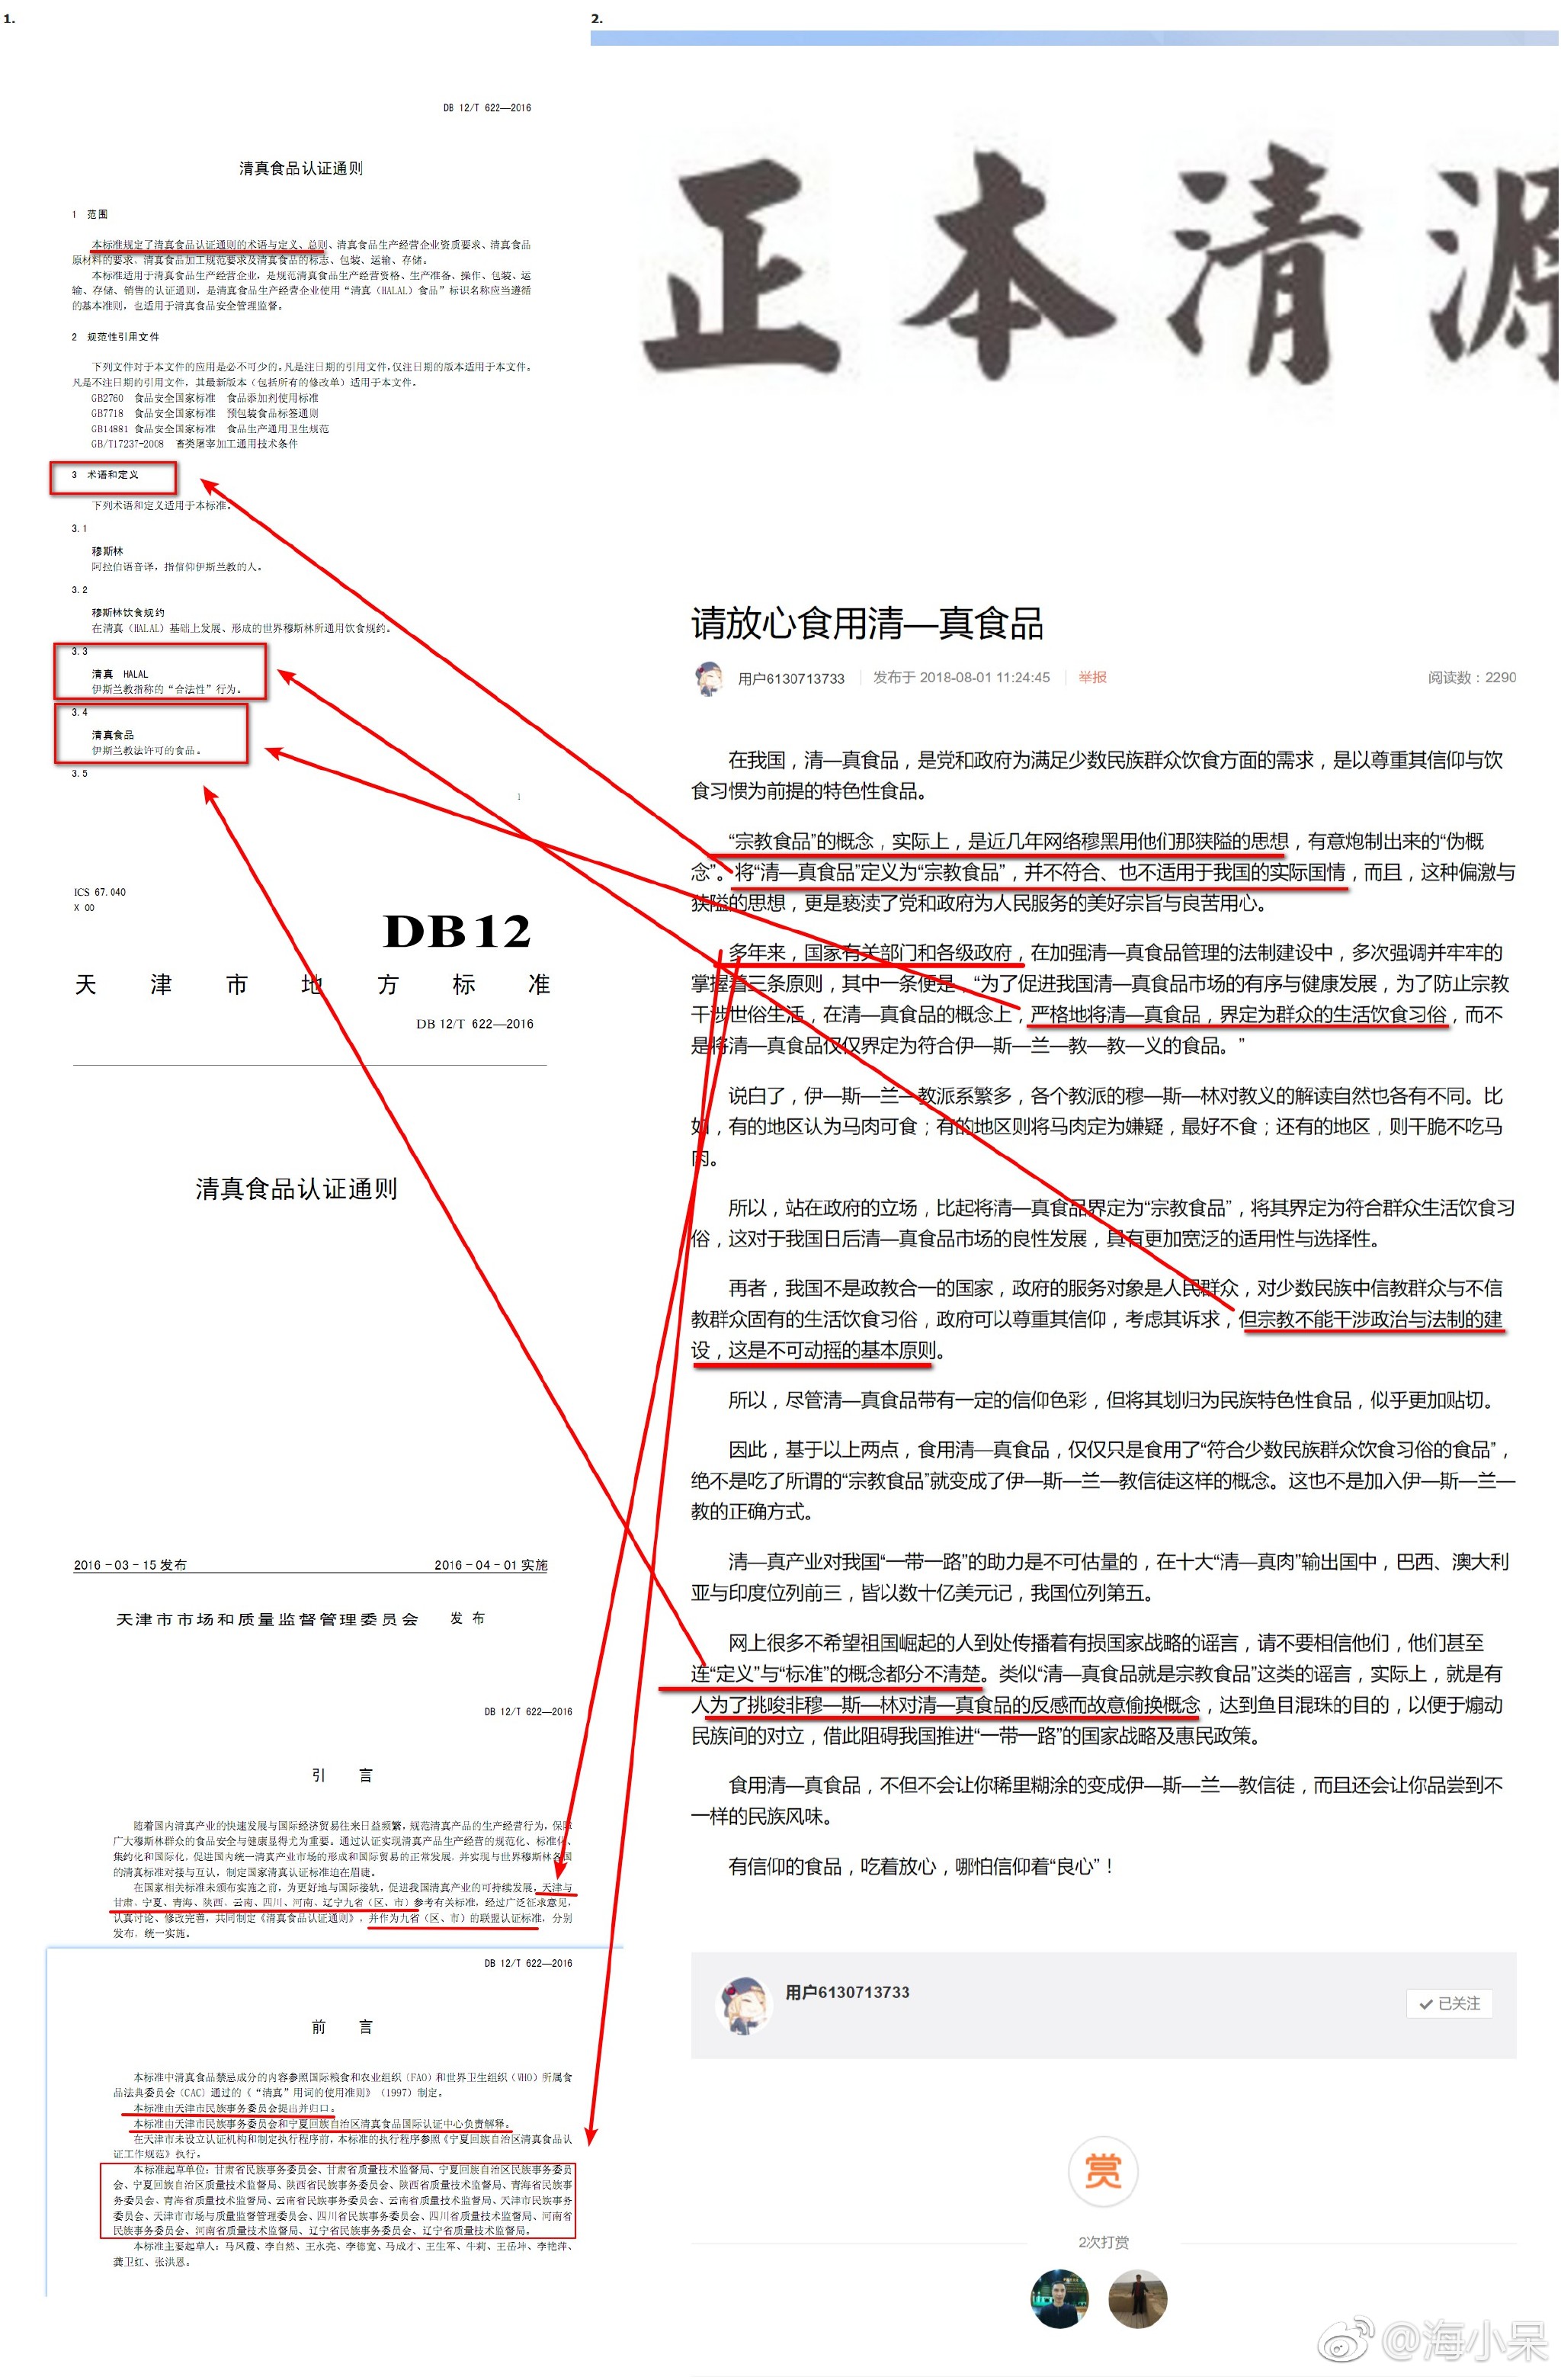 1.
DB 12/T 622—2016
清真食品认证通则
1 范围
本标准规定了清真食品认证通则的术语与定义、总则、清真食品生产经营企业资质要求、清真食品
原材料的要求、清真食品加工规范要求及清真食品的标志、包装、运输、存储。
本标准适用于清真食品生产经营企业，是规范清真食品生产经营资格、生产准备、操作、包装、运
输、存储、销售的认证通则，是清真食品生产经营企业使用“清真（HALAL）食品”标识名称应当遵循
的基本准则，也适用于清真食品安全管理监督。
2 规范性引用文件
下列文件对于本文件的应用是必不可少的。凡是注日期的引用文件，仅注日期的版本适用于本文件。
凡是不注日期的引用文件，其最新版本（包括所有的修改单）适用于本文件。
GB2760 食品安全国家标准 食品添加剂使用标准
GB7718 食品安全国家标准 预包装食品标签通则
GB14881 食品安全国家标准 食品生产通用卫生规范
GB/T17237-2008 畜类屠宰加工通用技术条件
3 术语和定义
下列术语和定义适用于本标准。
3.1
穆斯林
阿拉伯语音译，指信仰伊斯兰教的人。
3.2
穆斯林饮食规约
在清真（HALAL）基础上发展、形成的世界穆斯林所通用饮食规约。
3.3
清真 HALAL
伊斯兰教指称的“合法性”行为。
3.4
清真食品
伊斯兰教法许可的食品。
3.5
1
ICS 67.040
X 00
DB12
天津市地方标准
DB 12/T 622—2016
清真食品认证通则
2016-03-15 发布
2016-04-01 实施
天津市市场和质量监督管理委员会 发布
DB 12/T 622—2016
引 言
随着国内清真产业的快速发展与国际经济贸易往来日益频繁，规范清真产品的生产经营行为，保障
广大穆斯林群众的食品安全与健康显得尤为重要。通过认证实现清真产品生产经营的规范化、标准化、
集约化和国际化，促进国内统一清真产业市场的形成和国际贸易的正常发展，并实现与世界穆斯林各国
的清真标准对接与互认，制定国家清真认证标准迫在眉睫。
在国家相关标准未颁布实施之前，为更好地与国际接轨，促进我国清真产业的可持续发展，天津与
甘肃、宁夏、青海、陕西、云南、四川、河南、辽宁九省（区、市）参考有关标准，经过广泛征求意见，
认真讨论、修改完善，共同制定《清真食品认证通则》，并作为九省（区、市）的联盟认证标准，分别
发布，统一实施。
DB 12/T 622—2016
前 言
本标准中清真食品禁忌成分的内容参照国际粮食和农业组织（FAO）和世界卫生组织（WHO）所属食
品法典委员会（CAC）通过的《“清真”用词的使用准则》（1997）制定。
本标准由天津市民族事务委员会提出并归口。
本标准由天津市民族事务委员会和宁夏回族自治区清真食品国际认证中心负责解释。
在天津市未设立认证机构和制定执行程序前，本标准的执行程序参照《宁夏回族自治区清真食品认
证工作规范》执行。
本标准起草单位：甘肃省民族事务委员会、甘肃省质量技术监督局、宁夏回族自治区民族事务委员
会、宁夏回族自治区质量技术监督局、陕西省民族事务委员会、陕西省质量技术监督局、青海省民族事
务委员会、青海省质量技术监督局、云南省民族事务委员会、云南省质量技术监督局、天津市民族事务
委员会、天津市市场与质量监督管理委员会、四川省民族事务委员会、四川省质量技术监督局、河南省
民族事务委员会、河南省质量技术监督局、辽宁省民族事务委员会、辽宁省质量技术监督局。
本标准主要起草人：马凤霞、李自然、王永亮、李德宽、马成才、王生军、牛莉、王岳坤、李艳萍、
龚卫红、张洪恩。
2.
正本清源
请放心食用清—真食品
用户6130713733 发布于 2018-08-01 11:24:45 举报 阅读数：2290
在我国，清—真食品，是党和政府为满足少数民族群众饮食方面的需求，是以尊重其信仰与饮
食习惯为前提的特色性食品。
“宗教食品”的概念，实际上，是近几年网络穆黑用他们那狭隘的思想，有意炮制出来的“伪概
念”。将“清—真食品”定义为“宗教食品”，并不符合、也不适用于我国的实际国情，而且，这种偏激与
狭隘的思想，更是亵渎了党和政府为人民服务的美好宗旨与良苦用心。
多年来，国家有关部门和各级政府，在加强清—真食品管理的法制建设中，多次强调并牢牢的
掌握着三条原则，其中一条便是，“为了促进我国清—真食品市场的有序与健康发展，为了防止宗教
干涉世俗生活，在清—真食品的概念上，严格地将清—真食品，界定为群众的生活饮食习俗，而不
是将清—真食品仅仅界定为符合伊—斯—兰—教—教—义的食品。”
说白了，伊—斯—兰—教派系繁多，各个教派的穆—斯—林对教义的解读自然也各有不同。比
如，有的地区认为马肉可食；有的地区则将马肉定为嫌疑，最好不食；还有的地区，则干脆不吃马
肉。
所以，站在政府的立场，比起将清—真食品界定为“宗教食品”，将其界定为符合群众生活饮食习
俗，这对于我国日后清—真食品市场的良性发展，具有更加宽泛的适用性与选择性。
再者，我国不是政教合一的国家，政府的服务对象是人民群众，对少数民族中信教群众与不信
教群众固有的生活饮食习俗，政府可以尊重其信仰，考虑其诉求，但宗教不能干涉政治与法制的建
设，这是不可动摇的基本原则。
所以，尽管清—真食品带有一定的信仰色彩，但将其划归为民族特色性食品，似乎更加贴切。
因此，基于以上两点，食用清—真食品，仅仅只是食用了“符合少数民族群众饮食习俗的食品”，
绝不是吃了所谓的“宗教食品”就变成了伊—斯—兰—教信徒这样的概念。这也不是加入伊—斯—兰—
教的正确方式。
清—真产业对我国“一带一路”的助力是不可估量的，在十大“清—真肉”输出国中，巴西、澳大利
亚与印度位列前三，皆以数十亿美元记，我国位列第五。
网上很多不希望祖国崛起的人到处传播着有损国家战略的谣言，请不要相信他们，他们甚至
连“定义”与“标准”的概念都分不清楚。类似“清—真食品就是宗教食品”这类的谣言，实际上，就是有
人为了挑唆非穆—斯—林对清—真食品的反感而故意偷换概念，达到鱼目混珠的目的，以便于煽动
民族间的对立，借此阻碍我国推进“一带一路”的国家战略及惠民政策。
食用清—真食品，不但不会让你稀里糊涂的变成伊—斯—兰—教信徒，而且还会让你品尝到不
一样的民族风味。
有信仰的食品，吃着放心，哪怕信仰着“良心”！
用户6130713733
已关注
赏
2次打赏
@海小呆